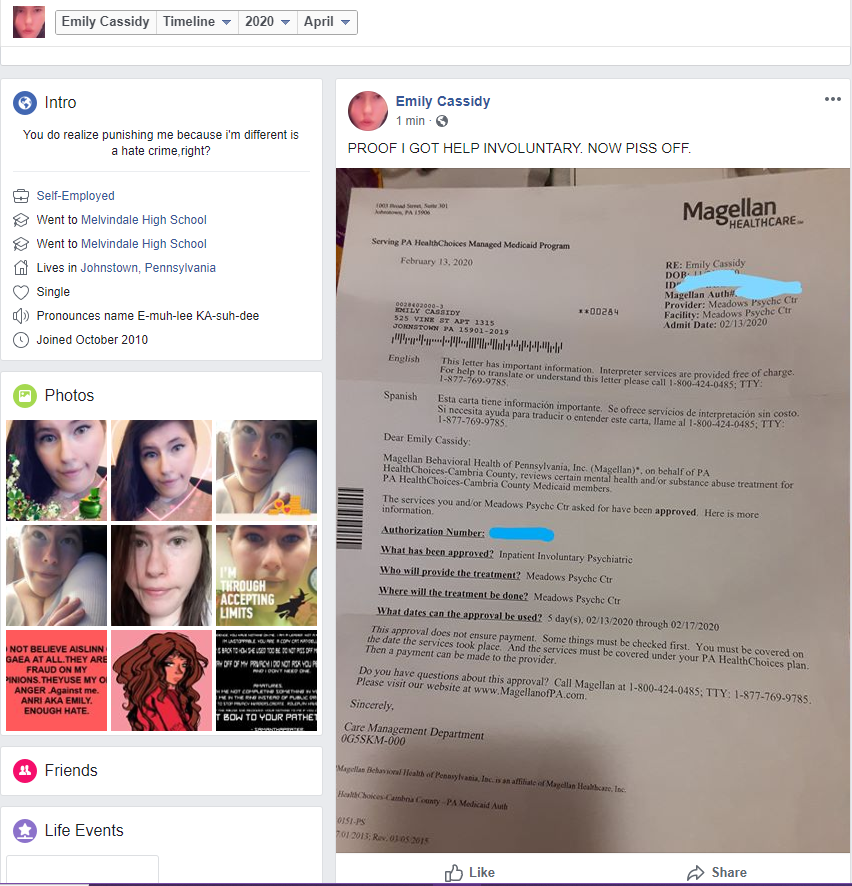 Emily Cassidy Timeline 2020 April
Intro
You do realize punishing me because i'm different is
a hate crime,right?
Self-Employed
Went to Melvindale High School
Went to Melvindale High School
Lives in Johnstown, Pennsylvania
Single
Pronounces name E-muh-lee KA-suh-dee
Joined October 2010
Photos
I'M
THROUGH
ACCEPTING
LIMITS
NOT BELIEVE AISLINN
GAEA AT ALL.THEY ARE
FRAUD ON MY
PINIONS.THEYUSE MY O
ANGER .Against me.
ANRI AKA EMILY.
ENOUGH HATE.
T BOW TO YOUR PATHET
Friends
Life Events
Emily Cassidy
1 min ·
PROOF I GOT HELP INVOLUNTARY. NOW PISS OFF.
1003 Broad Street, Suite 301
Johnstown, PA 15906
Magellan
HEALTHCARE
Serving PA HealthChoices Managed Medicaid Program
February 13, 2020
RE: Emily Cassidy
DOB:
ID
Magellan Auth#
Provider: Meadows Psychc Ctr
Facility: Meadows Psychc Ctr
Admit Date: 02/13/2020
0028402000-3
EMILY CASSIDY
525 VINE ST APT 1315
JOHNSTOWN PA 15901-2019
**00284
English This letter has important information. Interpreter services are provided free of charge.
For help to translate or understand this letter please call 1-800-424-0485; TTY:
1-877-769-9785.
Spanish Esta carta tiene información importante. Se ofrece servicios de interpretación sin costo.
Si necesita ayuda para traducir o entender este carta, llame al 1-800-424-0485; TTY:
1-877-769-9785.
Dear Emily Cassidy:
Magellan Behavioral Health of Pennsylvania, Inc. (Magellan)*, on behalf of PA
HealthChoices-Cambria County, reviews certain mental health and/or substance abuse treatment for
PA HealthChoices-Cambria County Medicaid members.
The services you and/or Meadows Psychc Ctr asked for have been approved. Here is more
information.
Authorization Number:
What has been approved? Inpatient Involuntary Psychiatric
Who will provide the treatment? Meadows Psychc Ctr
Where will the treatment be done? Meadows Psychc Ctr
What dates can the approval be used? 5 day(s), 02/13/2020 through 02/17/2020
This approval does not ensure payment. Some things must be checked first. You must be covered on
the date the services took place. And the services must be covered under your PA HealthChoices plan.
Then a payment can be made to the provider.
Do you have questions about this approval? Call Magellan at 1-800-424-0485; TTY: 1-877-769-9785.
Please visit our website at www.MagellanofPA.com.
Sincerely,
Care Management Department
0G5SKM-000
*Magellan Behavioral Health of Pennsylvania, Inc. is an affiliate of Magellan Healthcare, Inc.
HealthChoices-Cambria County - PA Medicaid Auth
0151-PS
7/01/2013; Rev. 03/05/2015
Like Share